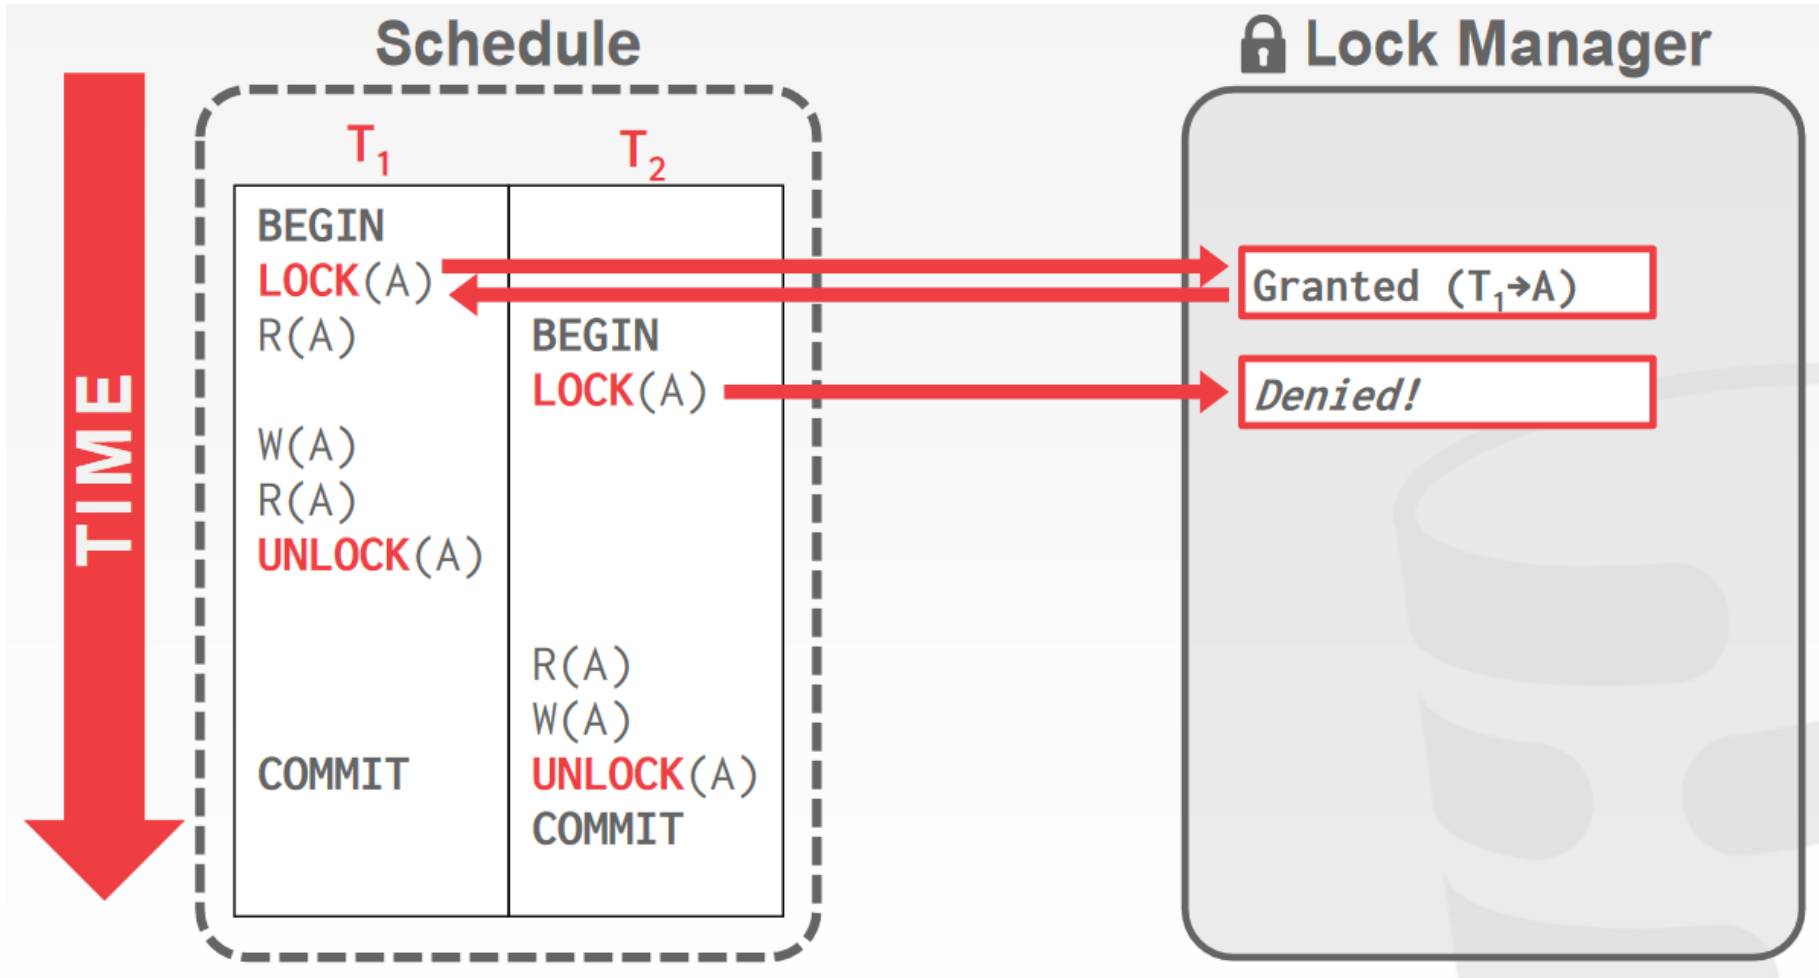 Schedule
Lock Manager
TIME
T1
T2
BEGIN
LOCK(A)
Granted (T1→A)
R(A)
BEGIN
LOCK(A)
Denied!
W(A)
R(A)
UNLOCK(A)
R(A)
W(A)
COMMIT
UNLOCK(A)
COMMIT